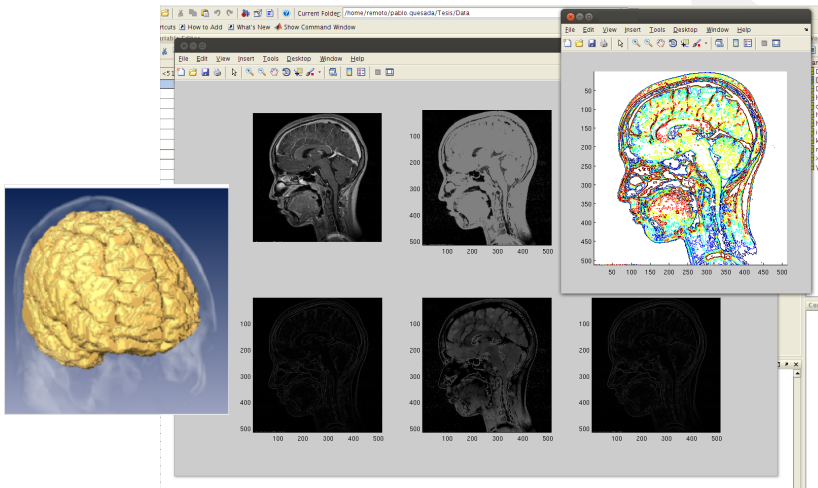 Current Folder: /home/remoto/pablo.quesada/Tesis/Data
How to Add What's New Show Command Window
File Edit View Insert Tools Desktop Window Help
File Edit View Insert Tools Desktop Window Help
50
100
150
200
250
300
350
400
450
500
50 100 150 200 250 300 350 400 450 500
100
200
300
400
500
100 200 300 400 500
100
200
300
400
500
100 200 300 400 500
100 200 300 400 500
100 200 300 400 500